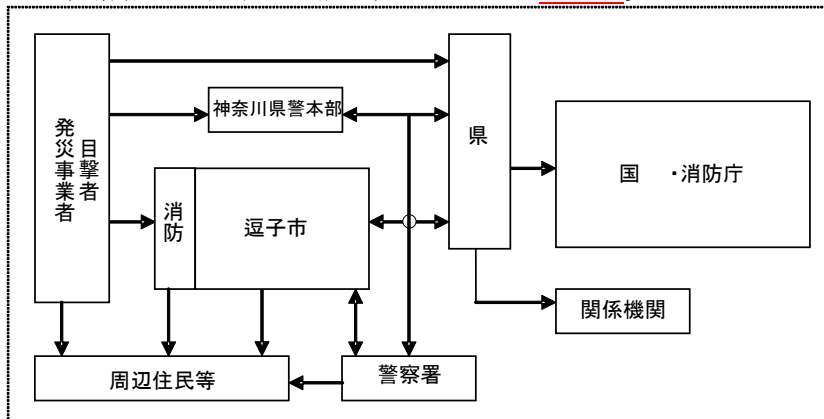 目撃者
発災事業者
神奈川県警本部
県
国　・消防庁
消防
逗子市
関係機関
周辺住民等
警察署